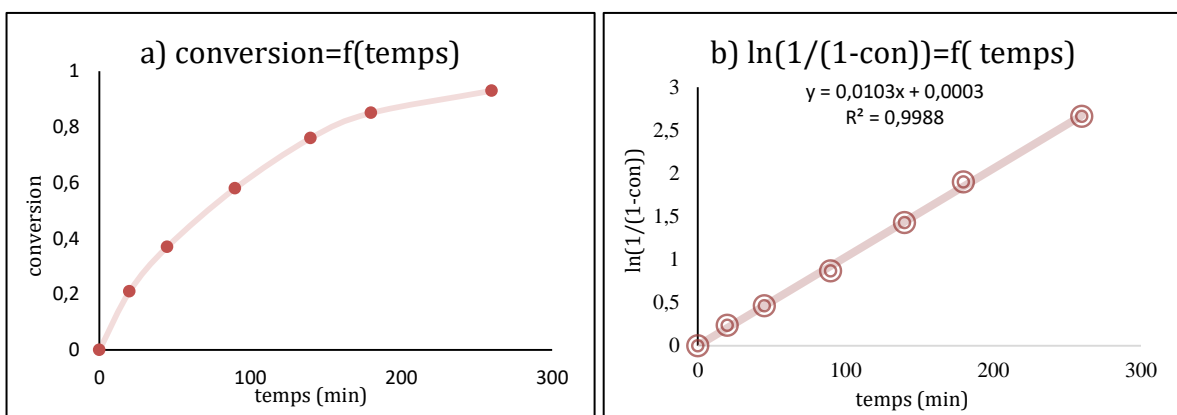 a) conversion=f(temps)
1
0,8
0,6
0,4
0,2
0
0
100
200
300
conversion
temps (min)
b) ln(1/(1-con))=f( temps)
y = 0,0103x + 0,0003
R² = 0,9988
3
2,5
2
1,5
1
0,5
0
0
100
200
300
ln(1/(1-con))
temps (min)